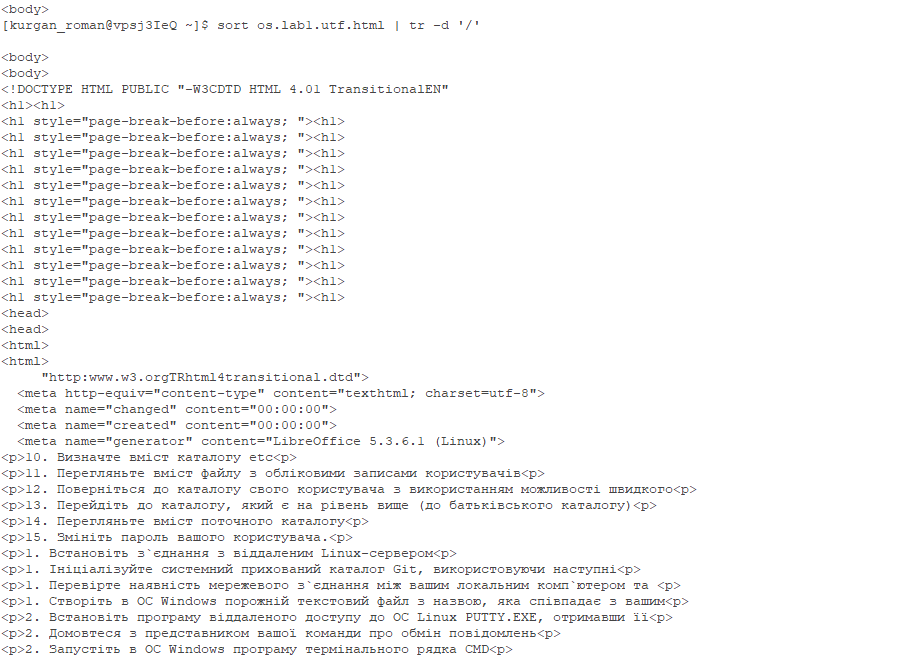 <body>
[kurgan_roman@vpsj3IeQ ~]$ sort os.lab1.utf.html | tr -d '/'
<body>
<body>
<!DOCTYPE HTML PUBLIC "-W3CDTD HTML 4.01 TransitionalEN"
<h1><h1>
<h1 style="page-break-before:always; "><h1>
<h1 style="page-break-before:always; "><h1>
<h1 style="page-break-before:always; "><h1>
<h1 style="page-break-before:always; "><h1>
<h1 style="page-break-before:always; "><h1>
<h1 style="page-break-before:always; "><h1>
<h1 style="page-break-before:always; "><h1>
<h1 style="page-break-before:always; "><h1>
<h1 style="page-break-before:always; "><h1>
<h1 style="page-break-before:always; "><h1>
<h1 style="page-break-before:always; "><h1>
<h1 style="page-break-before:always; "><h1>
<head>
<head>
<html>
<html>
"http:www.w3.orgTRhtml4transitional.dtd">
<meta http-equiv="content-type" content="texthtml; charset=utf-8">
<meta name="changed" content="00:00:00">
<meta name="created" content="00:00:00">
<meta name="generator" content="LibreOffice 5.3.6.1 (Linux)">
<p>10. Визначте вміст каталогу etc<p>
<p>11. Перегляньте вміст файлу з обліковими записами користувачів<p>
<p>12. Поверніться до каталогу свого користувача з використанням можливості швидкого<p>
<p>13. Перейдіть до каталогу, який є на рівень вище (до батьківського каталогу)<p>
<p>14. Перегляньте вміст поточного каталогу<p>
<p>15. Змініть пароль вашого користувача.<p>
<p>1. Встановіть з`єднання з віддаленим Linux-сервером<p>
<p>1. Ініціалізуйте системний прихований каталог Git, використовуючи наступні<p>
<p>1. Перевірте наявність мережевого з`єднання між вашим локальним комп`ютером та <p>
<p>1. Створіть в ОС Windows порожній текстовий файл з назвою, яка співпадає з вашим<p>
<p>2. Встановіть програму віддаленого доступу до ОС Linux PUTTY.EXE, отримавши її<p>
<p>2. Домовтеся з представником вашої команди про обмін повідомлень<p>
<p>2. Запустіть в ОС Windows програму термінального рядка CMD<p>